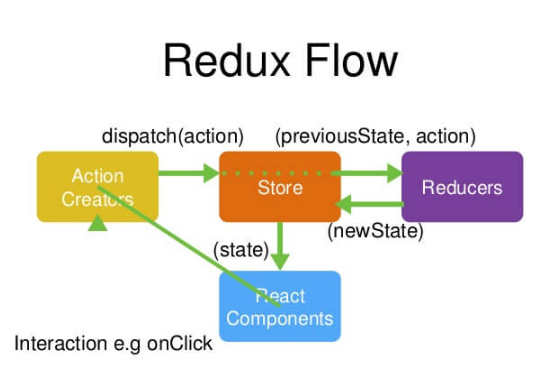 Redux Flow
dispatch(action)
(previousState, action)
Action
Creators
Store
Reducers
(newState)
(state)
React
Components
Interaction e.g onClick